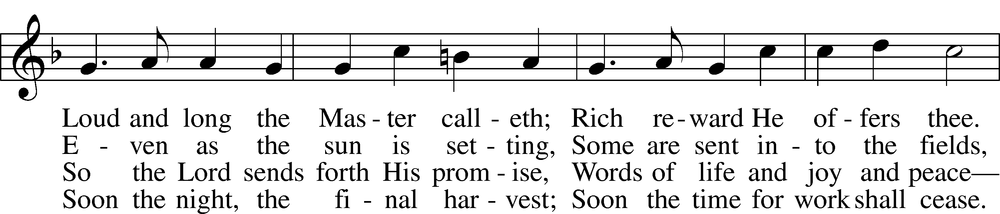 Loud and long the Mas - ter call - eth; Rich re - ward He of - fers thee.
E - ven as the sun is set - ting, Some are sent in - to the fields,
So the Lord sends forth His prom - ise, Words of life and joy and peace—
Soon the night, the fi - nal har - vest; Soon the time for work shall cease.